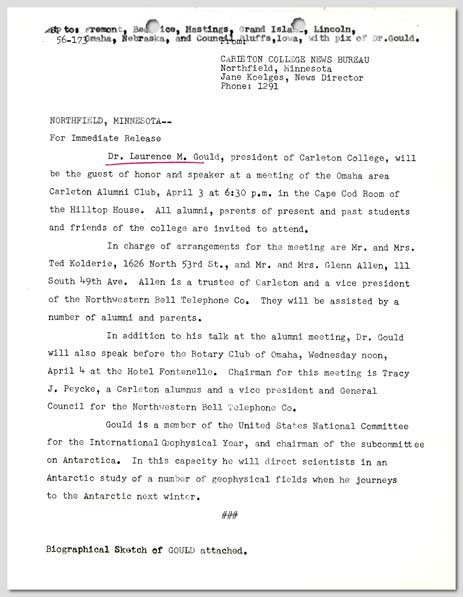 to: Fremont, Beatrice, Hastings, Grand Island, Lincoln,
56-173 Omaha, Nebraska, and Council Bluffs, Iowa, with pix of Dr. Gould.
From:
CARLETON COLLEGE NEWS BUREAU
Northfield, Minnesota
Jane Koelges, News Director
Phone: 1291
NORTHFIELD, MINNESOTA--
For Immediate Release
Dr. Laurence M. Gould, president of Carleton College, will
be the guest of honor and speaker at a meeting of the Omaha area
Carleton Alumni Club, April 3 at 6:30 p.m. in the Cape Cod Room of
the Hilltop House. All alumni, parents of present and past students
and friends of the college are invited to attend.
In charge of arrangements for the meeting are Mr. and Mrs.
Ted Kolderie, 1626 North 53rd St., and Mr. and Mrs. Glenn Allen, 111
South 49th Ave. Allen is a trustee of Carleton and a vice president
of the Northwestern Bell Telephone Co. They will be assisted by a
number of alumni and parents.
In addition to his talk at the alumni meeting, Dr. Gould
will also speak before the Rotary Club of Omaha, Wednesday noon,
April 4 at the Hotel Fontenelle. Chairman for this meeting is Tracy
J. Peycke, a Carleton alumnus and a vice president and General
Council for the Northwestern Bell Telephone Co.
Gould is a member of the United States National Committee
for the International Geophysical Year, and chairman of the subcommittee
on Antarctica. In this capacity he will direct scientists in an
Antarctic study of a number of geophysical fields when he journeys
to the Antarctic next winter.
###
Biographical Sketch of GOULD attached.